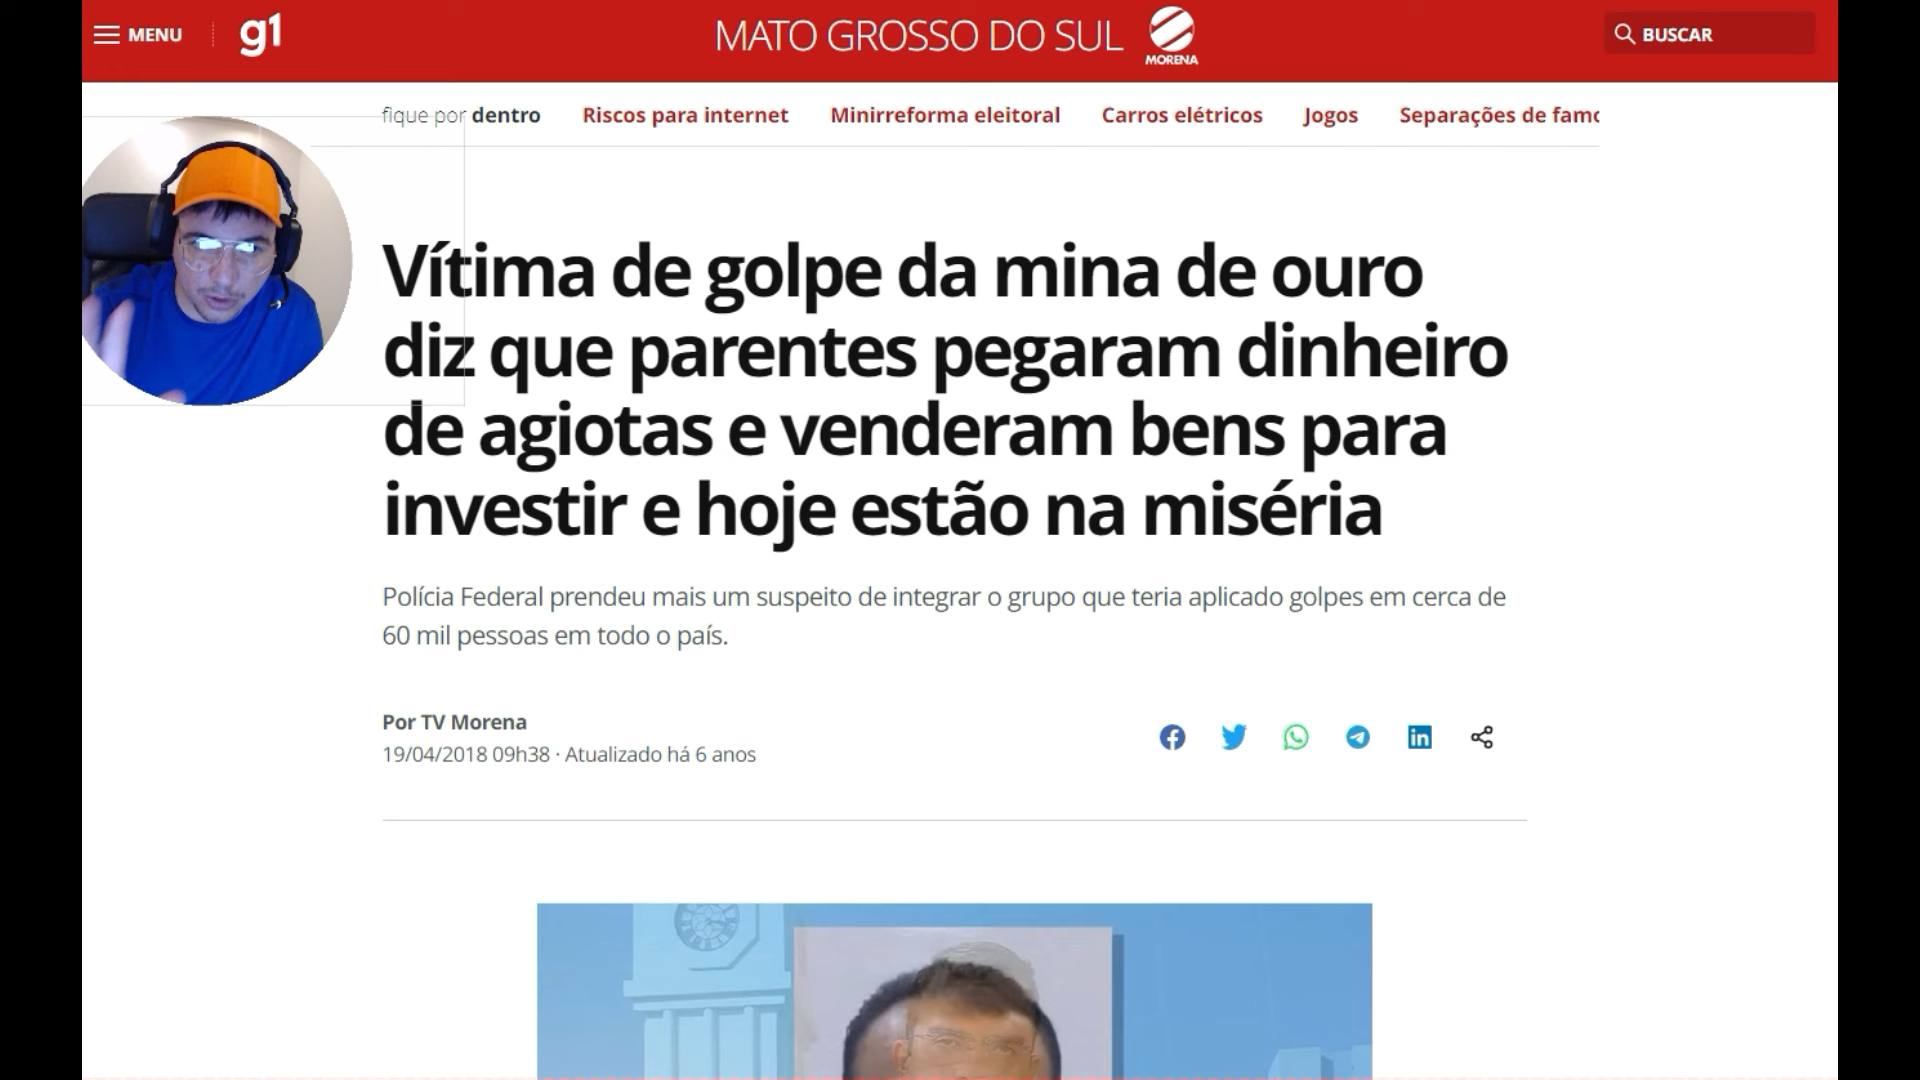 MENU
g1
MATO GROSSO DO SUL
MORENA
BUSCAR
fique por dentro
Riscos para internet
Minirreforma eleitoral
Carros elétricos
Jogos
Separações de famo
Vítima de golpe da mina de ouro
diz que parentes pegaram dinheiro
de agiotas e venderam bens para
investir e hoje estão na miséria
Polícia Federal prendeu mais um suspeito de integrar o grupo que teria aplicado golpes em cerca de
60 mil pessoas em todo o país.
Por TV Morena
19/04/2018 09h38 · Atualizado há 6 anos